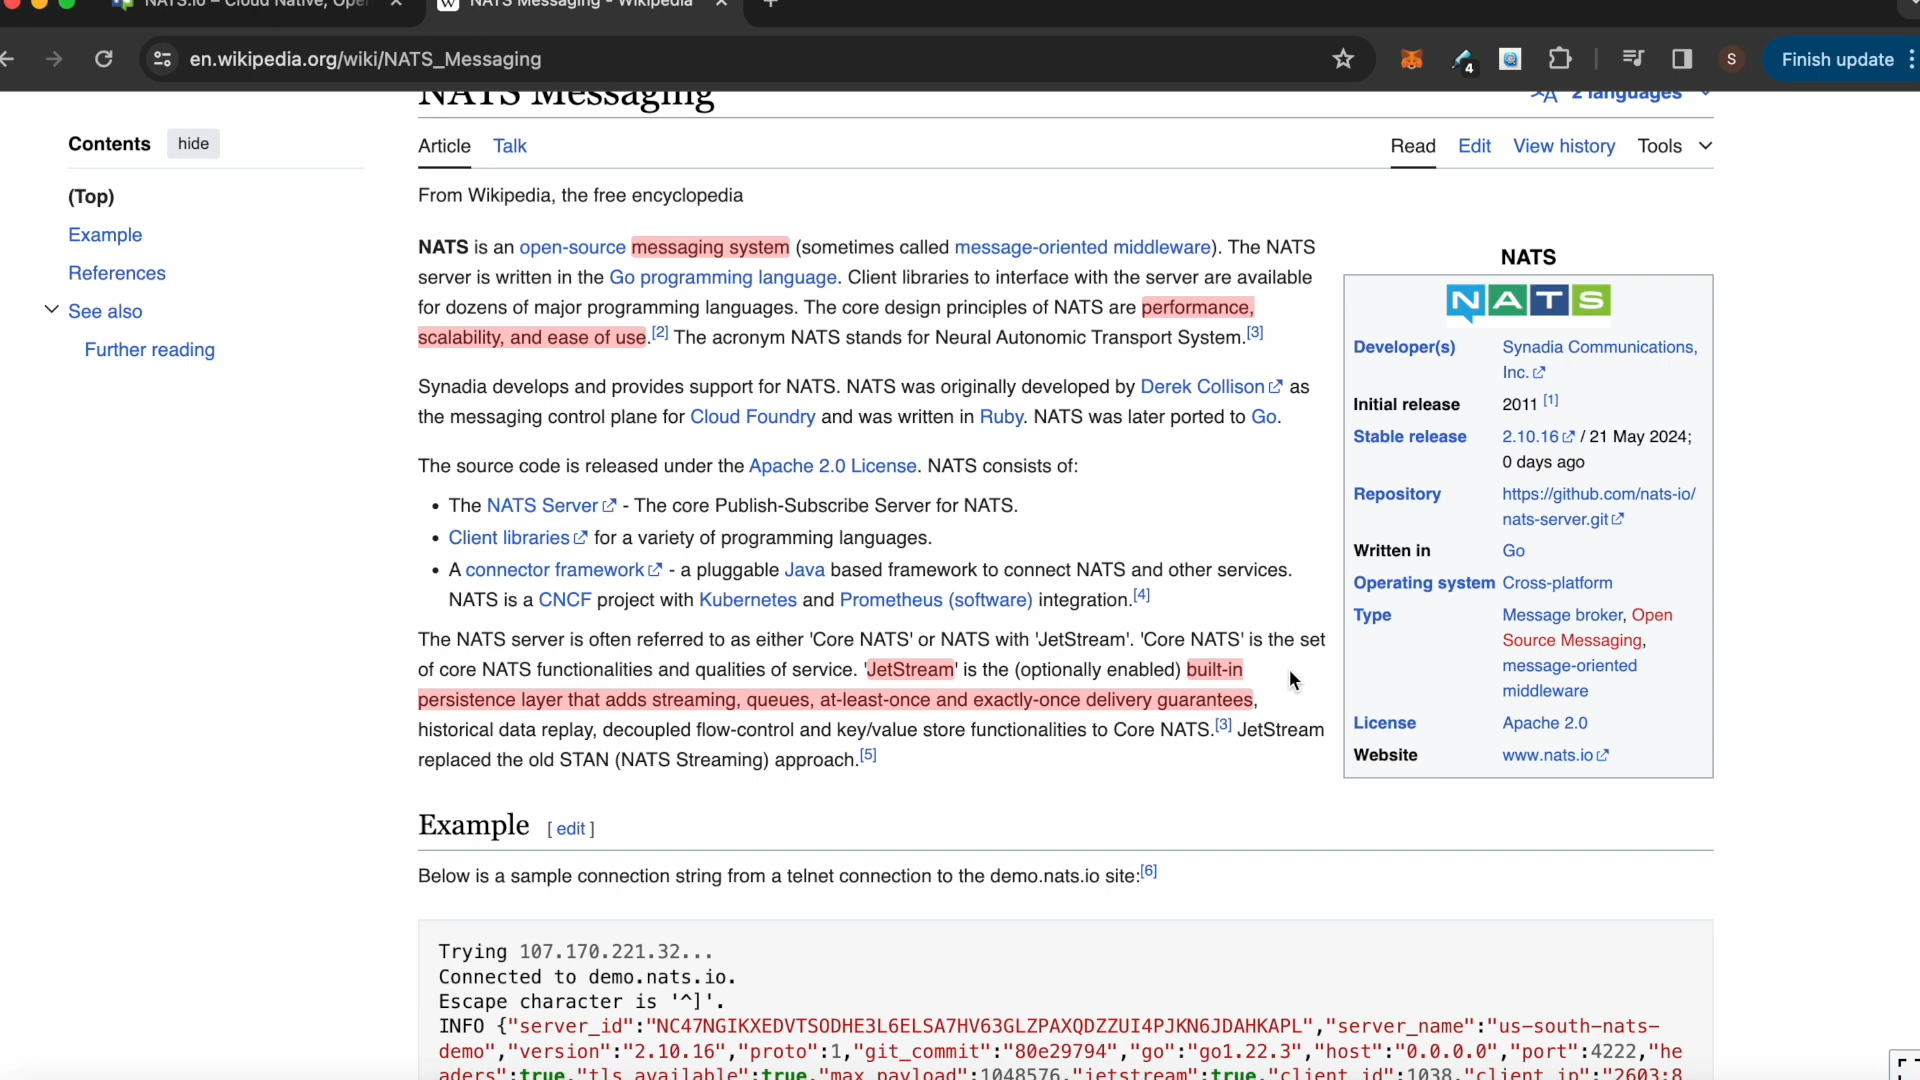 NATS.io – Cloud Native, Ope
NATS Messaging - Wikipedia
en.wikipedia.org/wiki/NATS_Messaging
4
S
Finish update
NATS Messaging
2 languages
Contents hide
(Top)
Example
References
See also
Further reading
Article Talk
Read Edit View history Tools
From Wikipedia, the free encyclopedia
NATS is an open-source messaging system (sometimes called message-oriented middleware). The NATS
server is written in the Go programming language. Client libraries to interface with the server are available
for dozens of major programming languages. The core design principles of NATS are performance,
scalability, and ease of use.[2] The acronym NATS stands for Neural Autonomic Transport System.[3]
Synadia develops and provides support for NATS. NATS was originally developed by Derek Collison as
the messaging control plane for Cloud Foundry and was written in Ruby. NATS was later ported to Go.
The source code is released under the Apache 2.0 License. NATS consists of:
• The NATS Server - The core Publish-Subscribe Server for NATS.
• Client libraries for a variety of programming languages.
• A connector framework - a pluggable Java based framework to connect NATS and other services.
NATS is a CNCF project with Kubernetes and Prometheus (software) integration.[4]
The NATS server is often referred to as either 'Core NATS' or NATS with 'JetStream'. 'Core NATS' is the set
of core NATS functionalities and qualities of service. 'JetStream' is the (optionally enabled) built-in
persistence layer that adds streaming, queues, at-least-once and exactly-once delivery guarantees,
historical data replay, decoupled flow-control and key/value store functionalities to Core NATS.[3] JetStream
replaced the old STAN (NATS Streaming) approach.[5]
NATS
NATS
Developer(s) Synadia Communications,
Inc.
Initial release 2011 [1]
Stable release 2.10.16 / 21 May 2024;
0 days ago
Repository https://github.com/nats-io/
nats-server.git
Written in Go
Operating system Cross-platform
Type Message broker, Open
Source Messaging,
message-oriented
middleware
License Apache 2.0
Website www.nats.io
Example [ edit ]
Below is a sample connection string from a telnet connection to the demo.nats.io site:[6]
Trying 107.170.221.32...
Connected to demo.nats.io.
Escape character is '^]'.
INFO {"server_id":"NC47NGIKXEDVTSODHE3L6ELSA7HV63GLZPAXQDZZUI4PJKN6JDAHKAPL","server_name":"us-south-nats-
demo","version":"2.10.16","proto":1,"git_commit":"80e29794","go":"go1.22.3","host":"0.0.0.0","port":4222,"he
aders":true,"tls_available":true,"max_payload":1048576,"jetstream":true,"client_id":1038,"client_ip":"2603:8